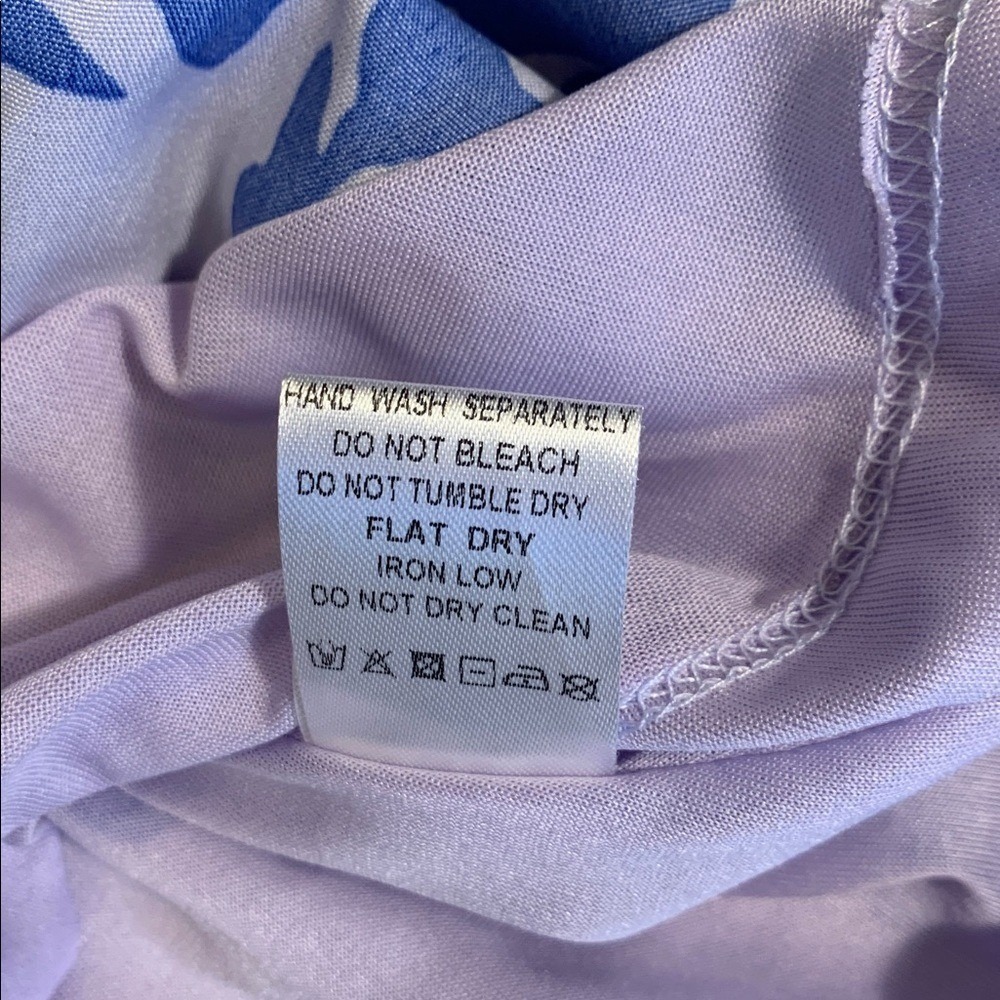 HAND WASH SEPARATELY
DO NOT BLEACH
DO NOT TUMBLE DRY
FLAT DRY
IRON LOW
DO NOT DRY CLEAN